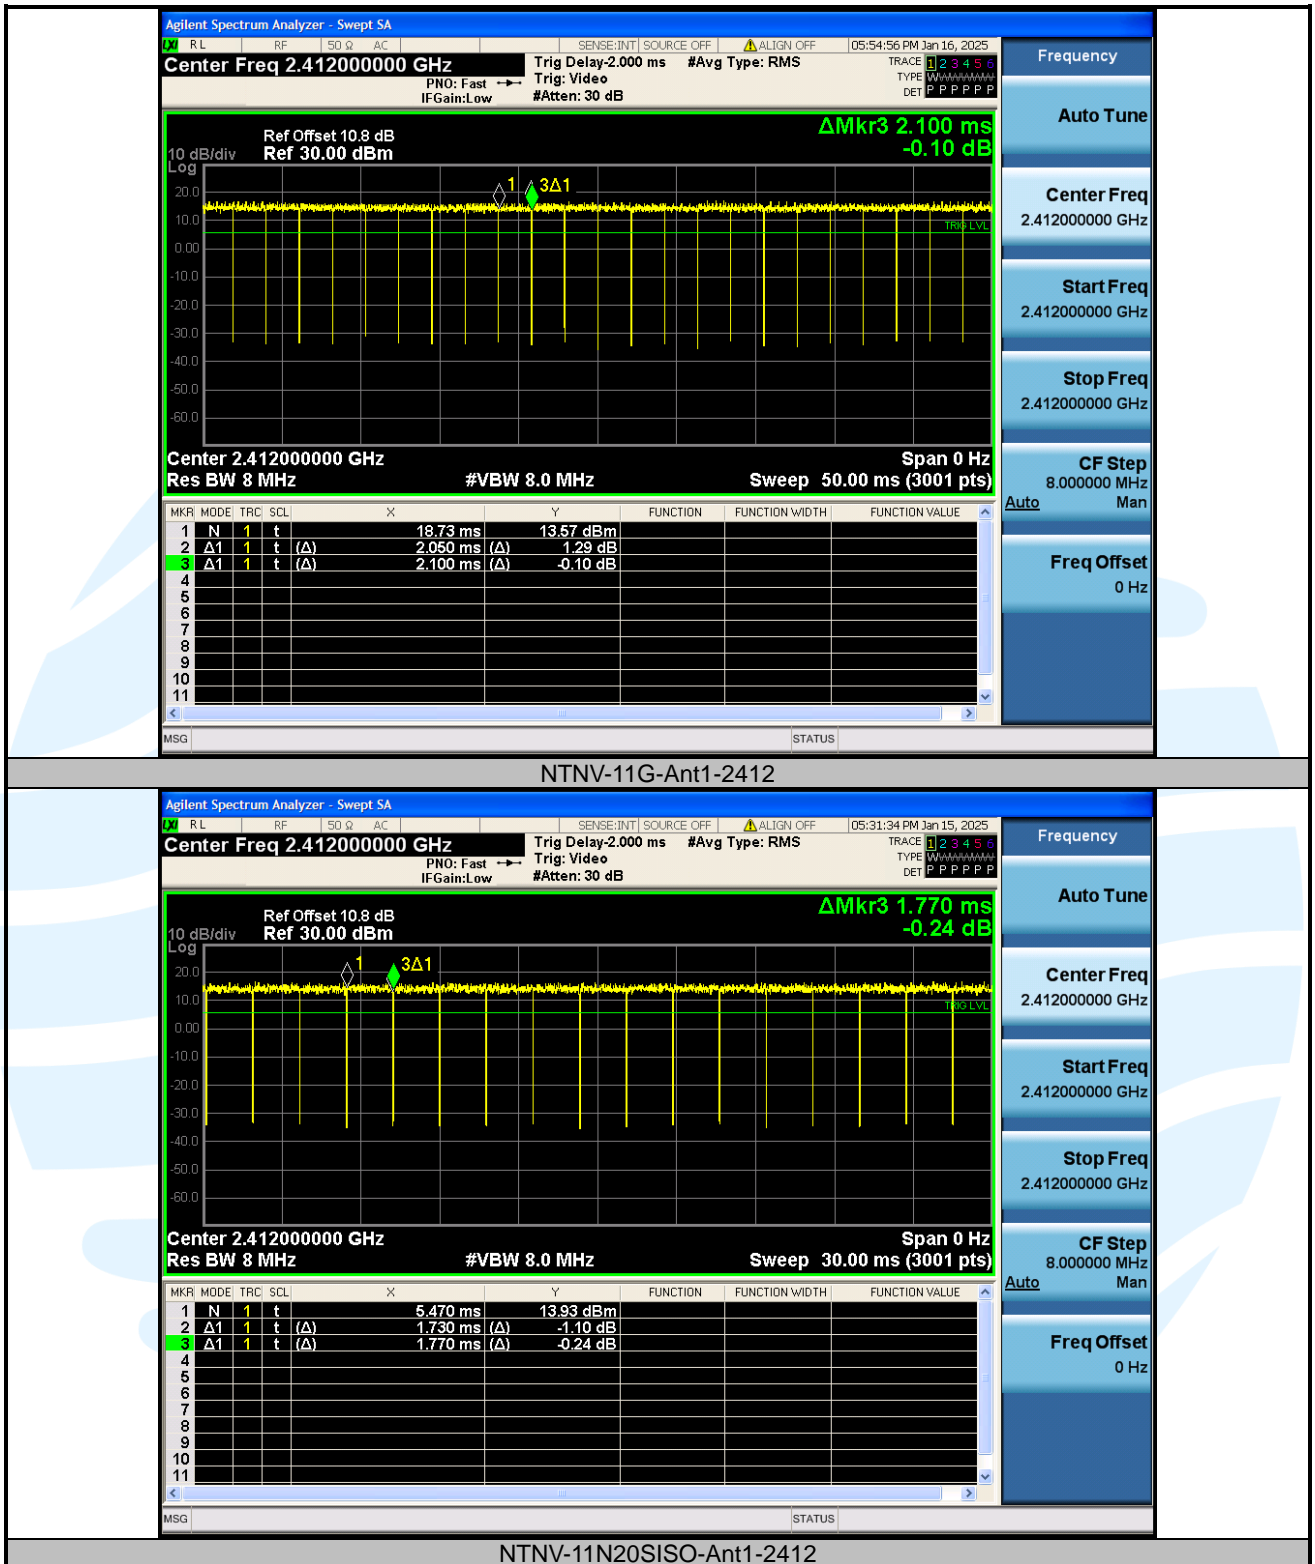 Agilent Spectrum Analyzer - Swept SA
LXI RL RF 50 Ω AC SENSE:INT SOURCE OFF ALIGN OFF 05:54:56 PM Jan 16, 2025
Center Freq 2.412000000 GHz
PNO: Fast
IFGain:Low
Trig Delay-2.000 ms #Avg Type: RMS
Trig: Video
#Atten: 30 dB
TRACE 1 2 3 4 5 6
TYPE WWWWWW
DET P P P P P P
Frequency
Auto Tune
Center Freq
2.412000000 GHz
Start Freq
2.412000000 GHz
Stop Freq
2.412000000 GHz
CF Step
8.000000 MHz
Auto Man
Freq Offset
0 Hz
ΔMkr3 2.100 ms
-0.10 dB
Ref Offset 10.8 dB
10 dB/div Ref 30.00 dBm
Log
1 3Δ1
20.0
10.0
TRIG LVL
0.00
-10.0
-20.0
-30.0
-40.0
-50.0
-60.0
Center 2.412000000 GHz Span 0 Hz
Res BW 8 MHz #VBW 8.0 MHz Sweep 50.00 ms (3001 pts)
MKR MODE TRC SCL X Y FUNCTION FUNCTION WIDTH FUNCTION VALUE
1 N 1 t 18.73 ms 13.57 dBm
2 Δ1 1 t (Δ) 2.050 ms (Δ) 1.29 dB
3 Δ1 1 t (Δ) 2.100 ms (Δ) -0.10 dB
4
5
6
7
8
9
10
11
MSG STATUS
NTNV-11G-Ant1-2412
Agilent Spectrum Analyzer - Swept SA
LXI RL RF 50 Ω AC SENSE:INT SOURCE OFF ALIGN OFF 05:31:34 PM Jan 15, 2025
Center Freq 2.412000000 GHz
PNO: Fast
IFGain:Low
Trig Delay-2.000 ms #Avg Type: RMS
Trig: Video
#Atten: 30 dB
TRACE 1 2 3 4 5 6
TYPE WWWWWW
DET P P P P P P
Frequency
Auto Tune
Center Freq
2.412000000 GHz
Start Freq
2.412000000 GHz
Stop Freq
2.412000000 GHz
CF Step
8.000000 MHz
Auto Man
Freq Offset
0 Hz
ΔMkr3 1.770 ms
-0.24 dB
Ref Offset 10.8 dB
10 dB/div Ref 30.00 dBm
Log
1 3Δ1
20.0
10.0
TRIG LVL
0.00
-10.0
-20.0
-30.0
-40.0
-50.0
-60.0
Center 2.412000000 GHz Span 0 Hz
Res BW 8 MHz #VBW 8.0 MHz Sweep 30.00 ms (3001 pts)
MKR MODE TRC SCL X Y FUNCTION FUNCTION WIDTH FUNCTION VALUE
1 N 1 t 5.470 ms 13.93 dBm
2 Δ1 1 t (Δ) 1.730 ms (Δ) -1.10 dB
3 Δ1 1 t (Δ) 1.770 ms (Δ) -0.24 dB
4
5
6
7
8
9
10
11
MSG STATUS
NTNV-11N20SISO-Ant1-2412